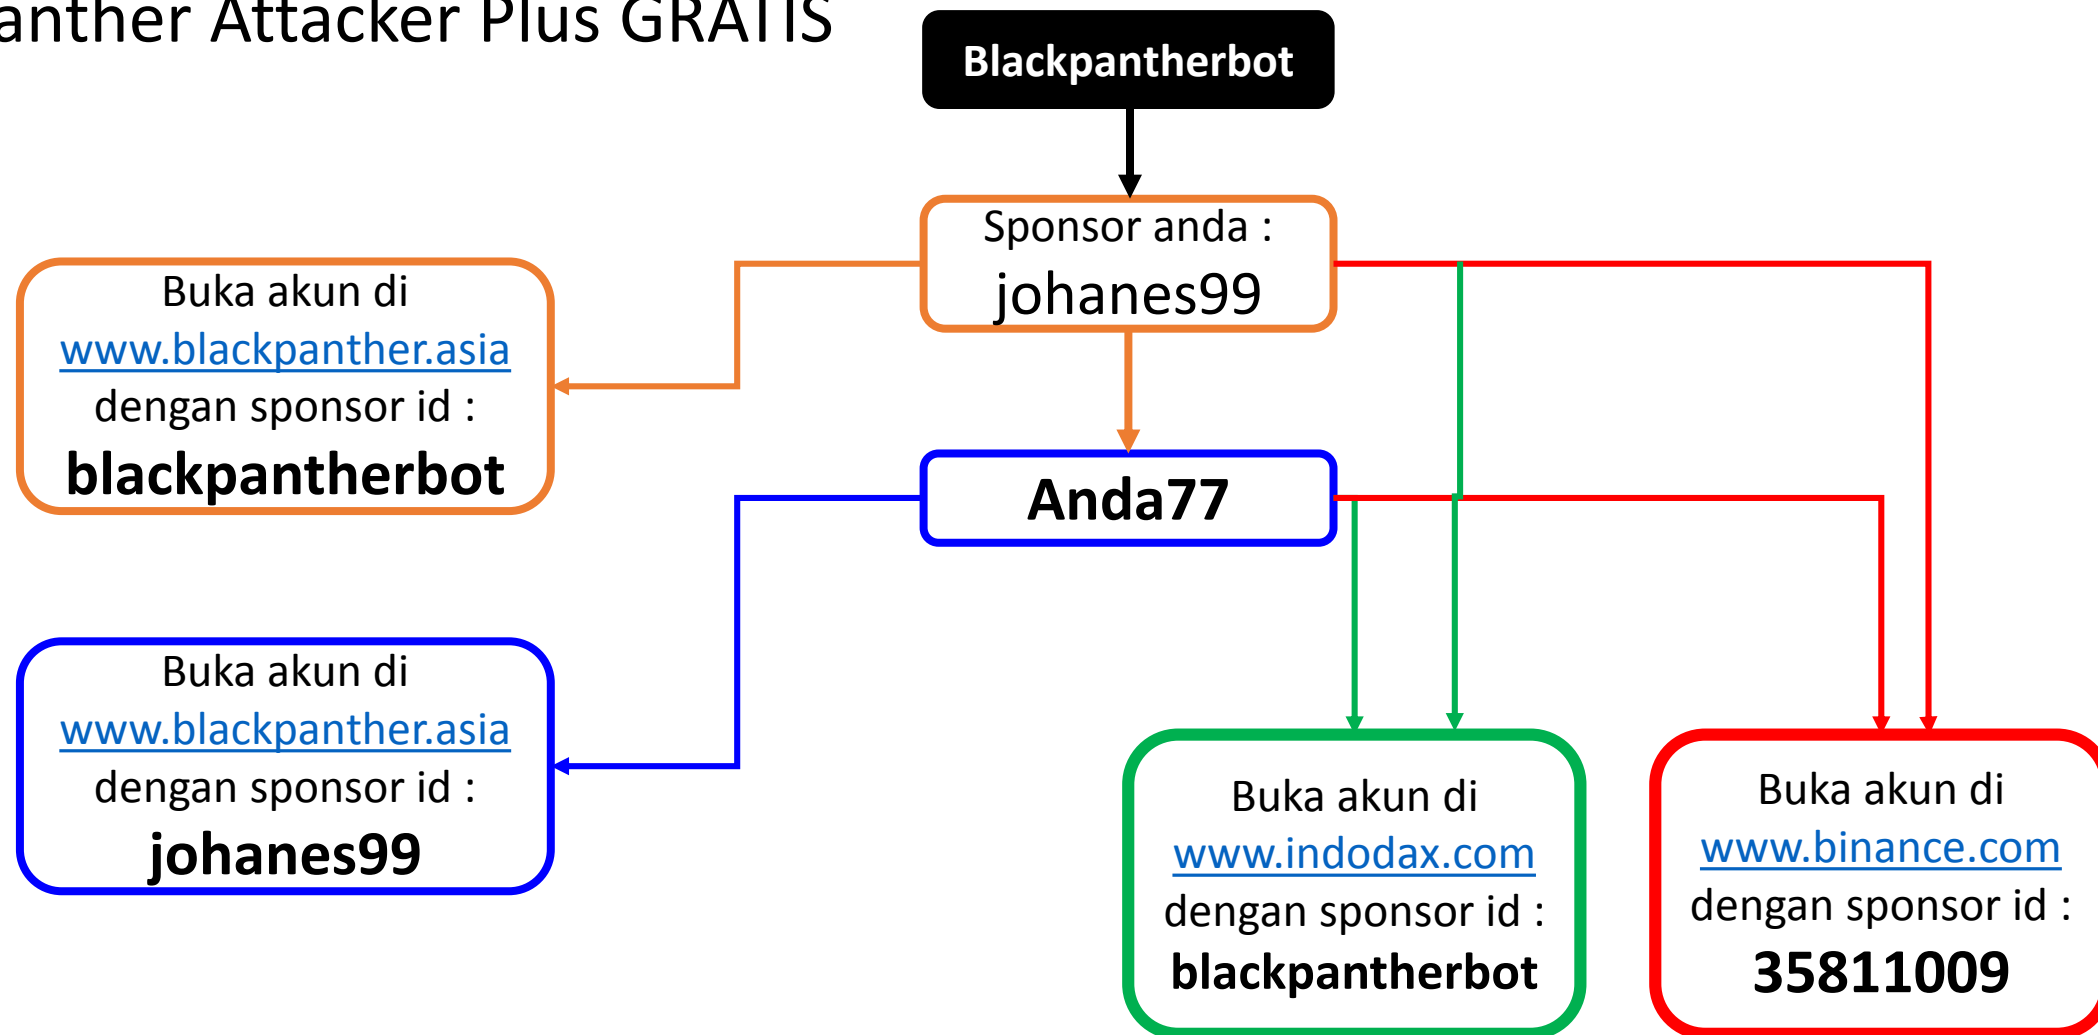 anther Attacker Plus GRATIS
Blackpantherbot
Sponsor anda :
johanes99
Buka akun di
www.blackpanther.asia
dengan sponsor id :
blackpantherbot
Anda77
Buka akun di
www.blackpanther.asia
dengan sponsor id :
johanes99
Buka akun di
www.indodax.com
dengan sponsor id :
blackpantherbot
Buka akun di
www.binance.com
dengan sponsor id :
35811009